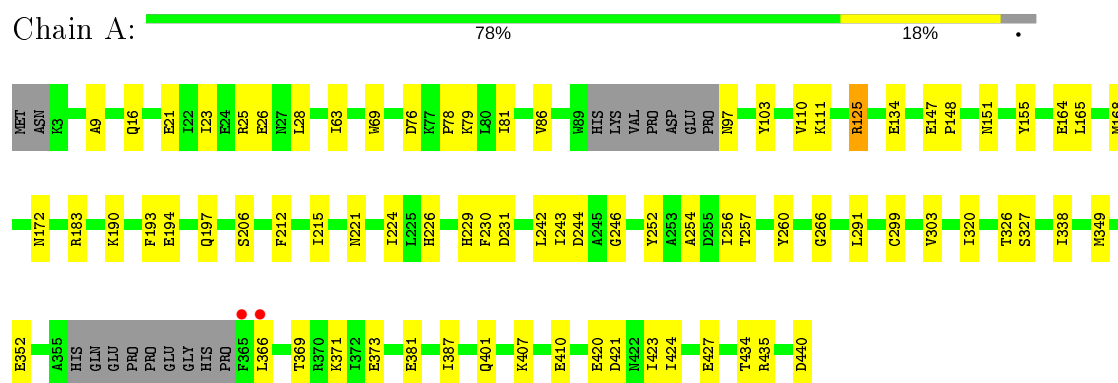 Chain A:
78% 18% •
MET ASN K3 A9 Q16 E21 I22 I23 E24 R25 E26 N27 L28 I63 W69 D76 K77 P78 K79 L80 I81 V86 W89 HIS LYS VAL PRO ASP GLU PRO N97 Y103 V110 K111 R125 E134 E147 P148 N151 Y155 E164 L165 M168
N172 R183 K190 F193 E194 Q197 S206 F212 I215 N221 I224 L225 H226 H229 F230 D231 L242 I243 D244 A245 G246 Y252 A253 A254 D255 I256 T257 Y260 G266 L291 C299 V303 I320 T326 S327 I338 M349
E352 A355 HIS GLN GLU PRO PRO GLU GLY HIS PRO F365 L366 T369 R370 K371 I372 E373 E381 I387 Q401 K407 E410 E420 D421 N422 I423 I424 E427 T434 R435 D440